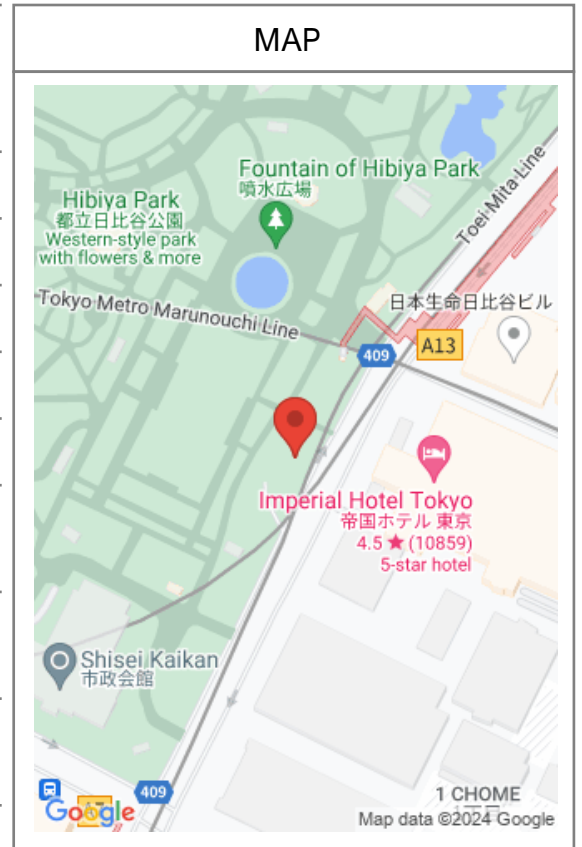 MAP
Fountain of Hibiya Park
噴水広場
Hibiya Park
都立日比谷公園
Western-style park
with flowers & more
Toei Mita Line
Tokyo Metro Marunouchi Line
日本生命日比谷ビル
A13
409
Imperial Hotel Tokyo
帝国ホテル 東京
4.5 ★ (10859)
5-star hotel
Shisei Kaikan
市政会館
409
1 CHOME
Google
Map data ©2024 Google